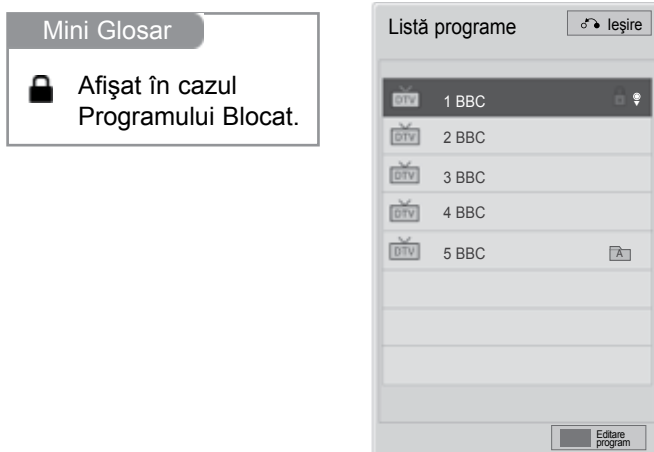 Mini Glosar
Afişat în cazul
Programului Blocat.
Listă programe
Ieşire
DTV 1 BBC
DTV 2 BBC
DTV 3 BBC
DTV 4 BBC
DTV 5 BBC A
Editare
program